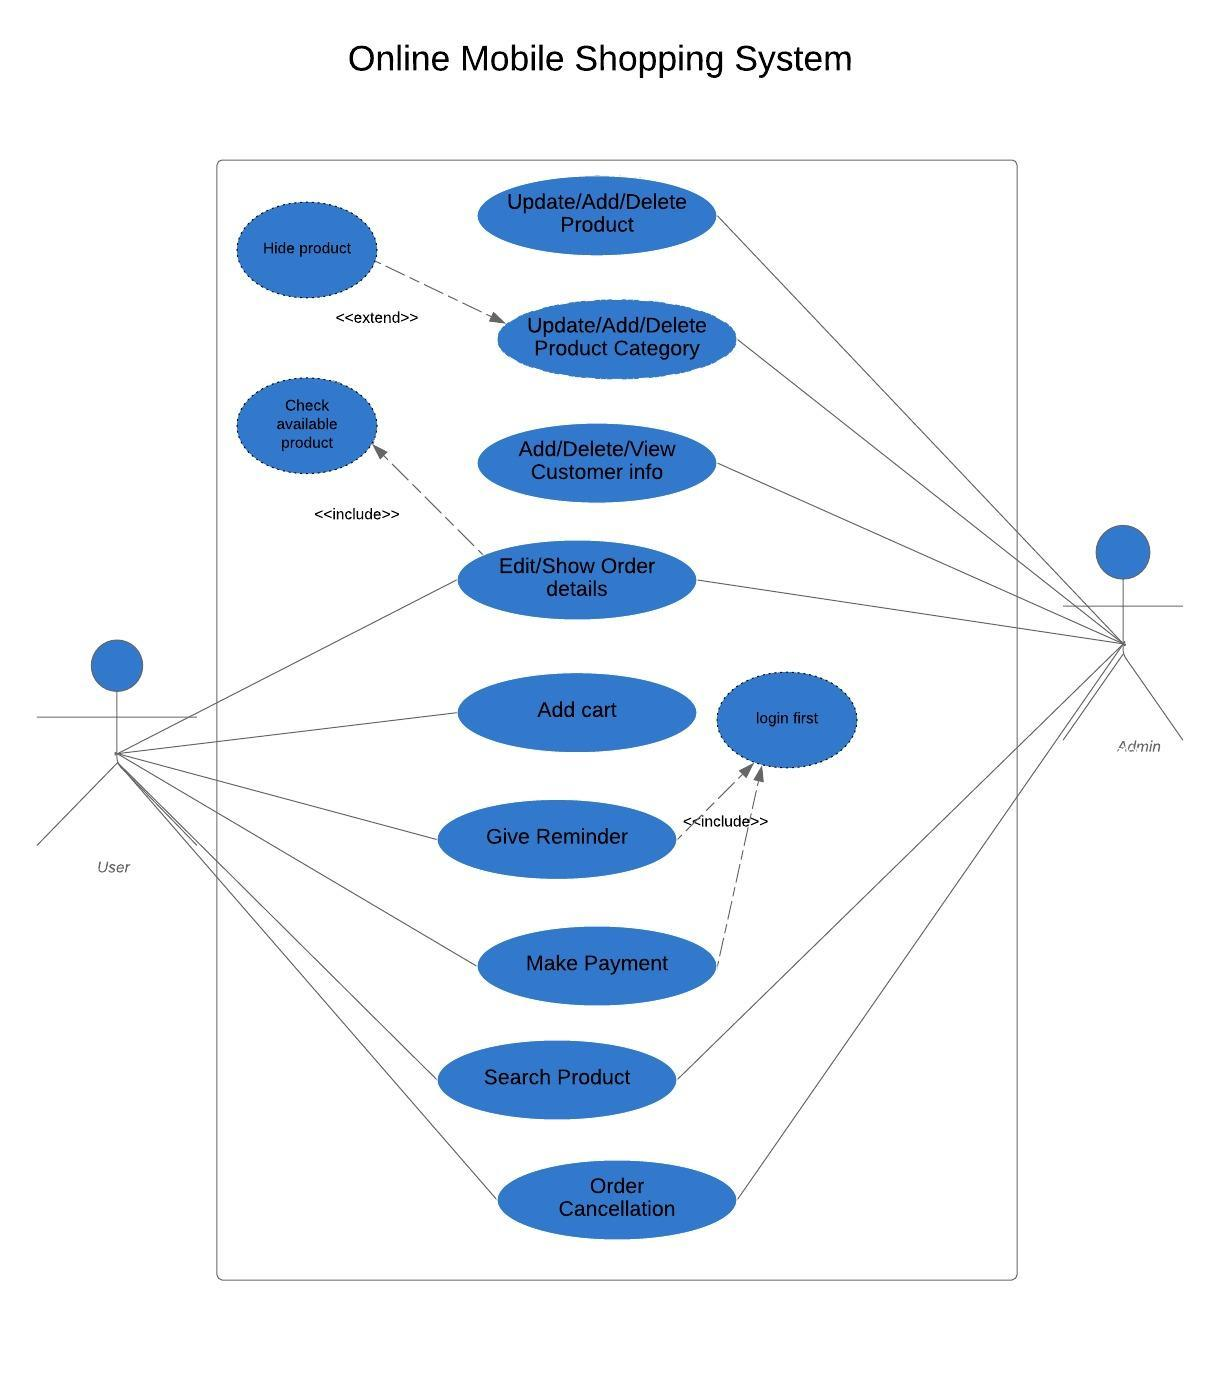 Online Mobile Shopping System
Update/Add/Delete
Product
Hide product
<<extend>>
Update/Add/Delete
Product Category
Check
available
product
Add/Delete/View
Customer info
<<include>>
Edit/Show Order
details
Add cart
login first
Admin
<<include>>
Give Reminder
User
Make Payment
Search Product
Order
Cancellation